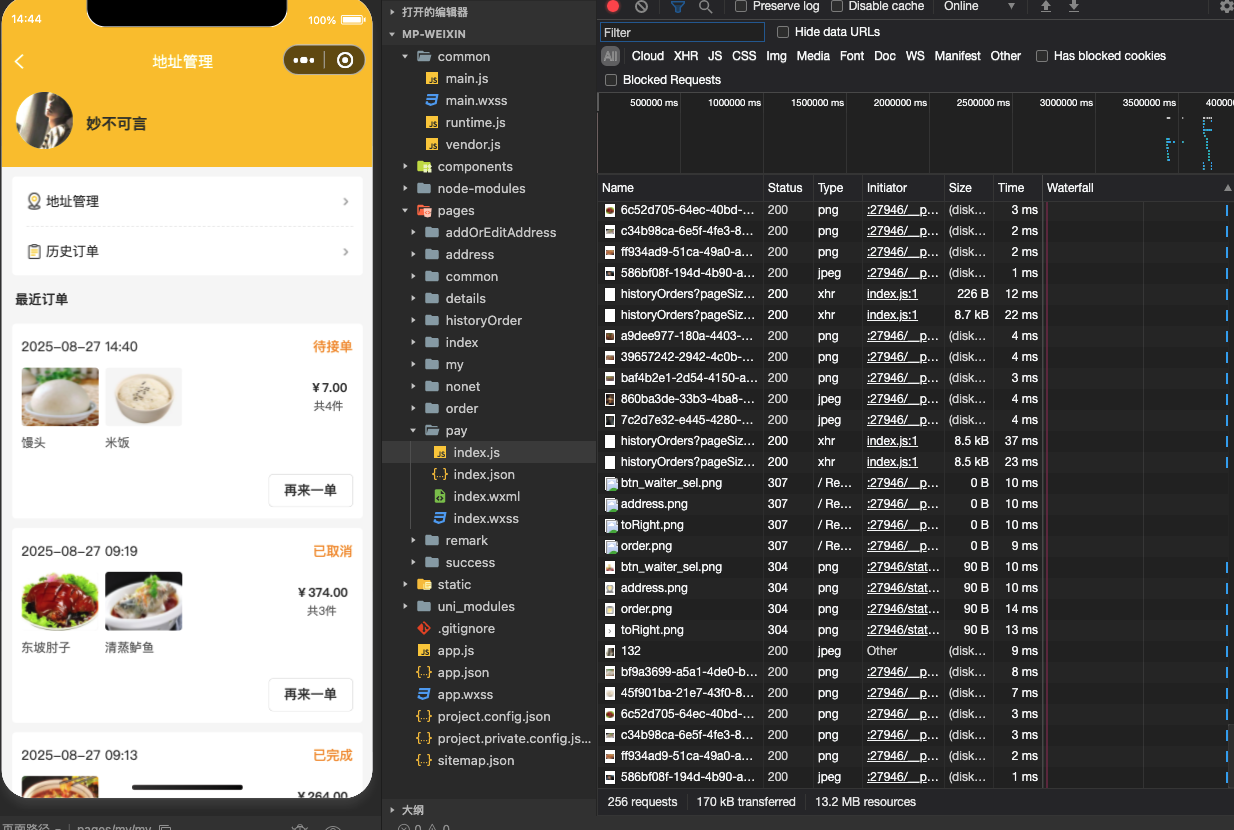 14:44
100%
地址管理
妙不可言
地址管理
历史订单
最近订单
2025-08-27 14:40
待接单
¥ 7.00
共4件
馒头
米饭
再来一单
2025-08-27 09:19
已取消
¥ 374.00
共3件
东坡肘子
清蒸鲈鱼
再来一单
2025-08-27 09:13
已完成
¥ 264.00
页面路径
pages/my/my
打开的编辑器
MP-WEIXIN
common
main.js
main.wxss
runtime.js
vendor.js
components
node-modules
pages
addOrEditAddress
address
common
details
historyOrder
index
my
nonet
order
pay
index.js
index.json
index.wxml
index.wxss
remark
success
static
uni_modules
.gitignore
app.js
app.json
app.wxss
project.config.json
project.private.config.js...
sitemap.json
大纲
0 0
Preserve log
Disable cache
Online
Filter
Hide data URLs
All Cloud XHR JS CSS Img Media Font Doc WS Manifest Other
Has blocked cookies
Blocked Requests
500000 ms 1000000 ms 1500000 ms 2000000 ms 2500000 ms 3000000 ms 3500000 ms 40000
Name Status Type Initiator Size Time Waterfall
6c52d705-64ec-40bd-... 200 png :27946/__p... (disk... 3 ms
c34b98ca-6e5f-4fe3-8... 200 png :27946/__p... (disk... 2 ms
ff934ad9-51ca-49a0-a... 200 png :27946/__p... (disk... 2 ms
586bf08f-194d-4b90-a... 200 jpeg :27946/__p... (disk... 1 ms
historyOrders?pageSiz... 200 xhr index.js:1 226 B 12 ms
historyOrders?pageSiz... 200 xhr index.js:1 8.7 kB 22 ms
a9dee977-180a-4403-... 200 png :27946/__p... (disk... 4 ms
39657242-2942-4c0b-... 200 png :27946/__p... (disk... 4 ms
baf4b2e1-2d54-4150-a... 200 png :27946/__p... (disk... 3 ms
860ba3de-33b3-4ba8-... 200 jpeg :27946/__p... (disk... 4 ms
7c2d7e32-e445-4280-... 200 jpeg :27946/__p... (disk... 4 ms
historyOrders?pageSiz... 200 xhr index.js:1 8.5 kB 37 ms
historyOrders?pageSiz... 200 xhr index.js:1 8.5 kB 23 ms
btn_waiter_sel.png 307 / Re... :27946/__p... 0 B 10 ms
address.png 307 / Re... :27946/__p... 0 B 10 ms
toRight.png 307 / Re... :27946/__p... 0 B 10 ms
order.png 307 / Re... :27946/__p... 0 B 9 ms
btn_waiter_sel.png 304 png :27946/stat... 90 B 10 ms
address.png 304 png :27946/stat... 90 B 10 ms
order.png 304 png :27946/stat... 90 B 14 ms
toRight.png 304 png :27946/stat... 90 B 13 ms
132 200 jpeg Other (disk... 9 ms
bf9a3699-a5a1-4de0-b... 200 png :27946/__p... (disk... 8 ms
45f901ba-21e7-43f0-8... 200 png :27946/__p... (disk... 7 ms
6c52d705-64ec-40bd-... 200 png :27946/__p... (disk... 3 ms
c34b98ca-6e5f-4fe3-8... 200 png :27946/__p... (disk... 3 ms
ff934ad9-51ca-49a0-a... 200 png :27946/__p... (disk... 2 ms
586bf08f-194d-4b90-a... 200 jpeg :27946/__p... (disk... 1 ms
256 requests 170 kB transferred 13.2 MB resources